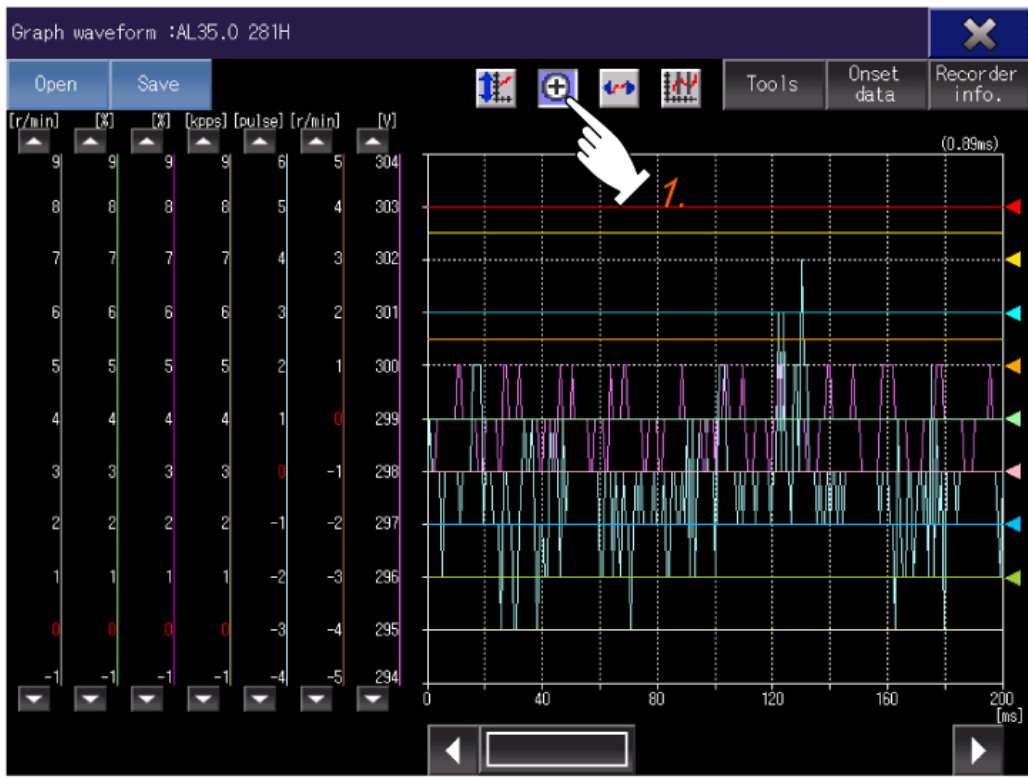 Graph waveform :AL35.0 281H
Open Save Tools Onset data Recorder info.
[r/min] [%] [%] [kpps] [pulse] [r/min] [V]
(0.89ms)
9 9 9 9 6 5 304
1.
8 8 8 8 5 4 303
7 7 7 7 4 3 302
6 6 6 6 3 2 301
5 5 5 5 2 1 300
4 4 4 4 1 0 299
3 3 3 3 0 -1 298
2 2 2 2 -1 -2 297
1 1 1 1 -2 -3 296
0 0 0 0 -3 -4 295
-1 -1 -1 -1 -4 -5 294
0 40 80 120 160 200
[ms]